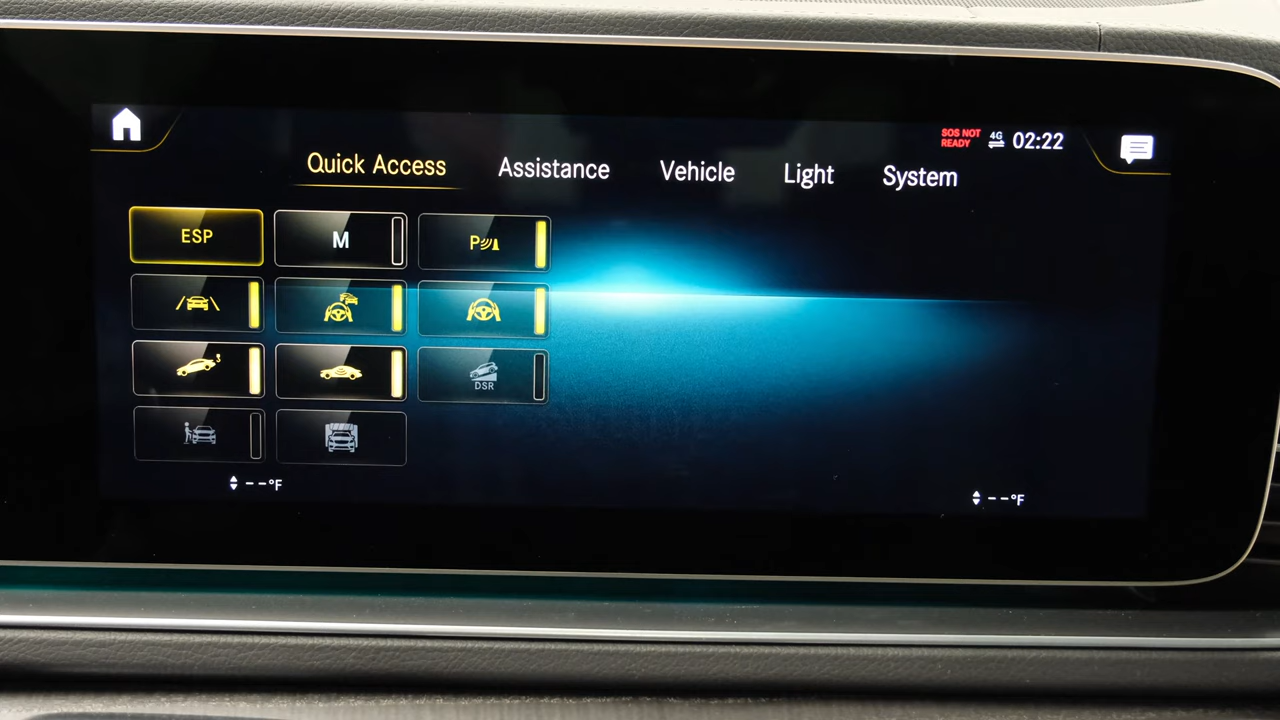 SOS NOT
READY
4G
02:22
Quick Access
Assistance
Vehicle
Light
System
ESP
M
P
DSR
--°F
--°F